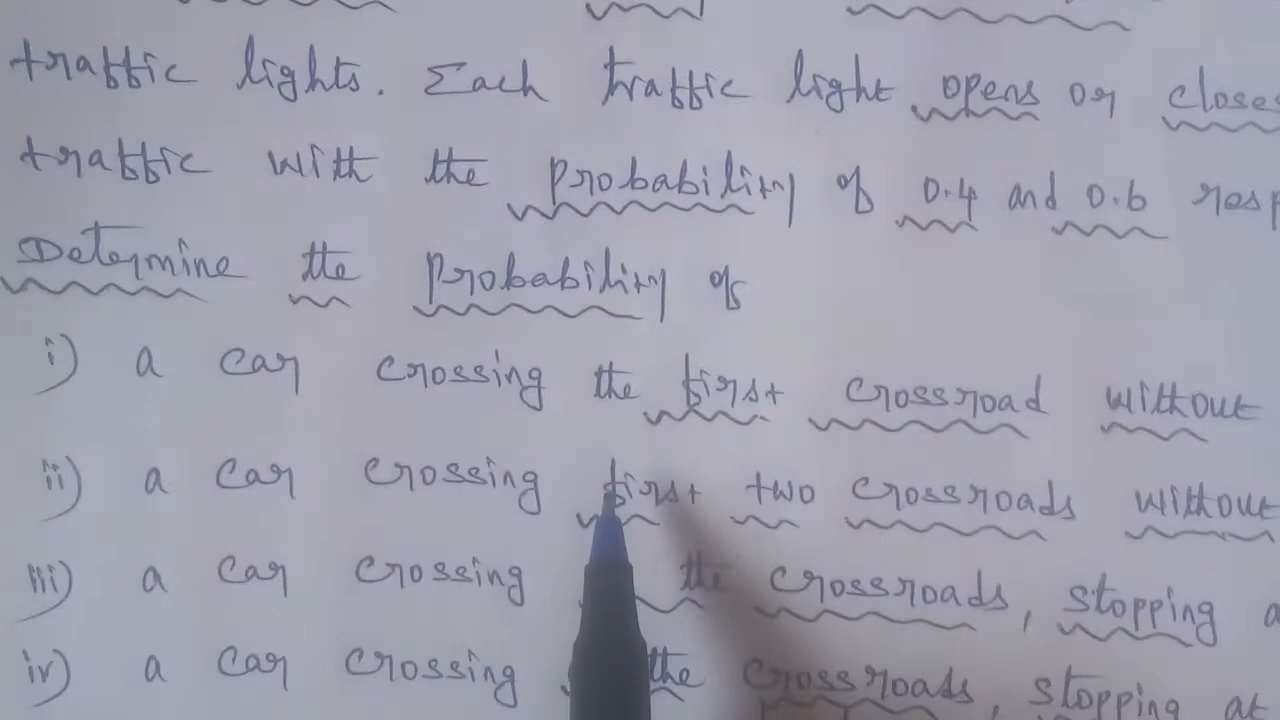 traffic lights. Each traffic light opens or close
traffic with the probability of 0.4 and 0.6 resp
Determine the probability of
i) a car crossing the first crossroad without
ii) a car crossing first two crossroads without
iii) a car crossing the crossroads, stopping a
iv) a car crossing the crossroads, stopping at